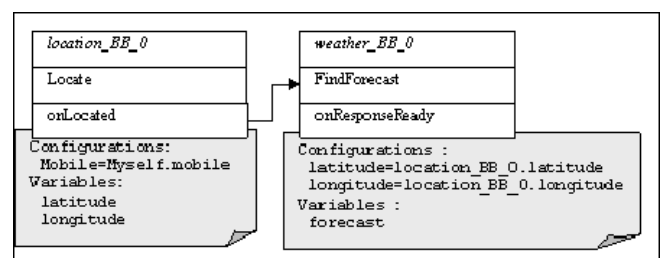 location_BB_0
Locate
onLocated
Configurations:
Mobile=Myself.mobile
Variables:
latitude
longitude
weather_BB_0
FindForecast
onResponseReady
Configurations :
latitude=location_BB_0.latitude
longitude=location_BB_0.longitude
Variables :
forecast